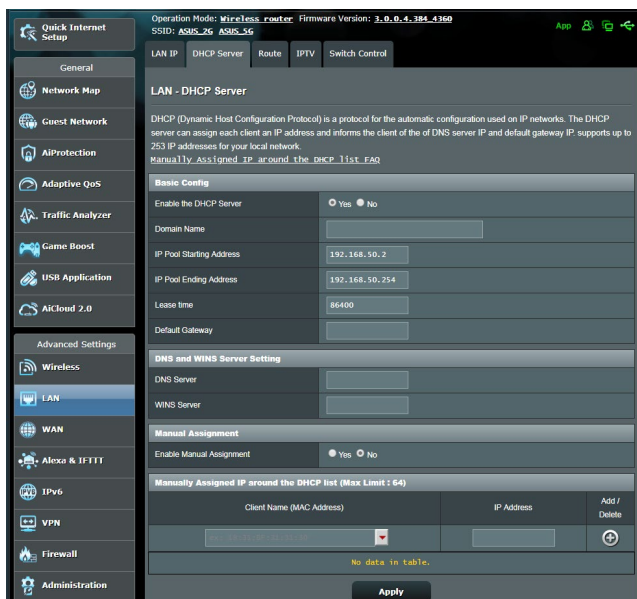 Quick Internet
Setup
Operation Mode: Wireless router Firmware Version: 3.0.0.4.384_4360
SSID: ASUS_2G ASUS_5G
App
LAN IP DHCP Server Route IPTV Switch Control
General
Network Map
Guest Network
AiProtection
Adaptive QoS
Traffic Analyzer
Game Boost
USB Application
AiCloud 2.0
Advanced Settings
Wireless
LAN
WAN
Alexa & IFTTT
IPv6
VPN
Firewall
Administration
LAN - DHCP Server
DHCP (Dynamic Host Configuration Protocol) is a protocol for the automatic configuration used on IP networks. The DHCP
server can assign each client an IP address and informs the client of the of DNS server IP and default gateway IP. supports up to
253 IP addresses for your local network.
Manually Assigned IP around the DHCP list FAQ
Basic Config
Enable the DHCP Server Yes No
Domain Name
IP Pool Starting Address 192.168.50.2
IP Pool Ending Address 192.168.50.254
Lease time 86400
Default Gateway
DNS and WINS Server Setting
DNS Server
WINS Server
Manual Assignment
Enable Manual Assignment Yes No
Manually Assigned IP around the DHCP list (Max Limit : 64)
Client Name (MAC Address) IP Address Add /
Delete
No data in table.
Apply